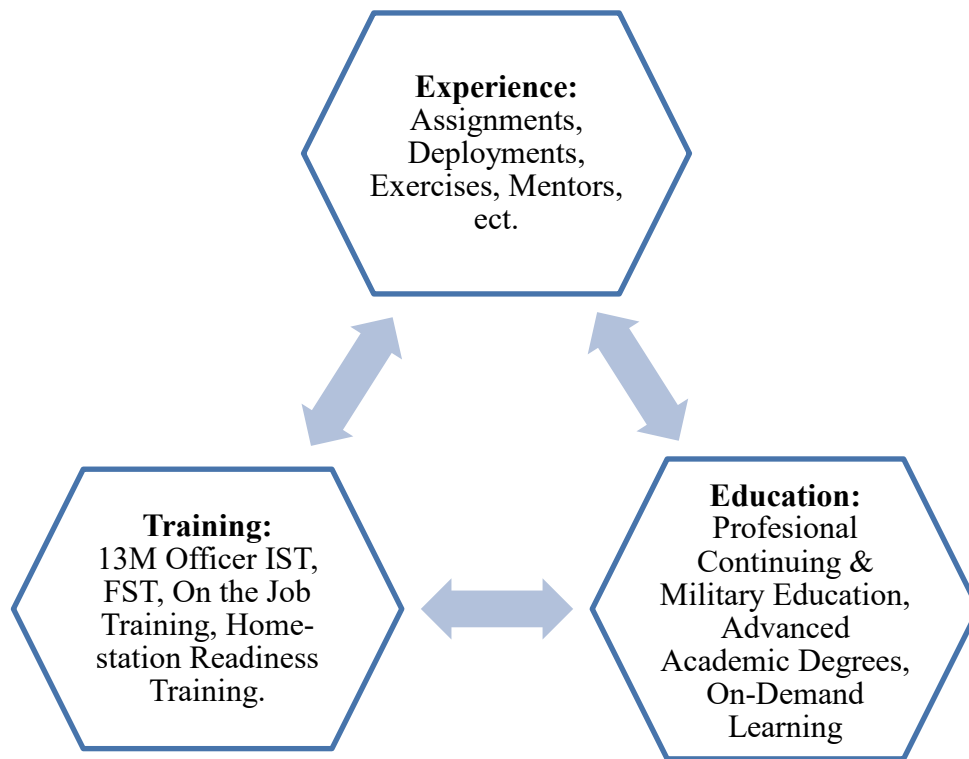 Experience:
Assignments,
Deployments,
Exercises, Mentors,
ect.
Training:
13M Officer IST,
FST, On the Job
Training, Home-
station Readiness
Training.
Education:
Profesional
Continuing &
Military Education,
Advanced
Academic Degrees,
On-Demand
Learning